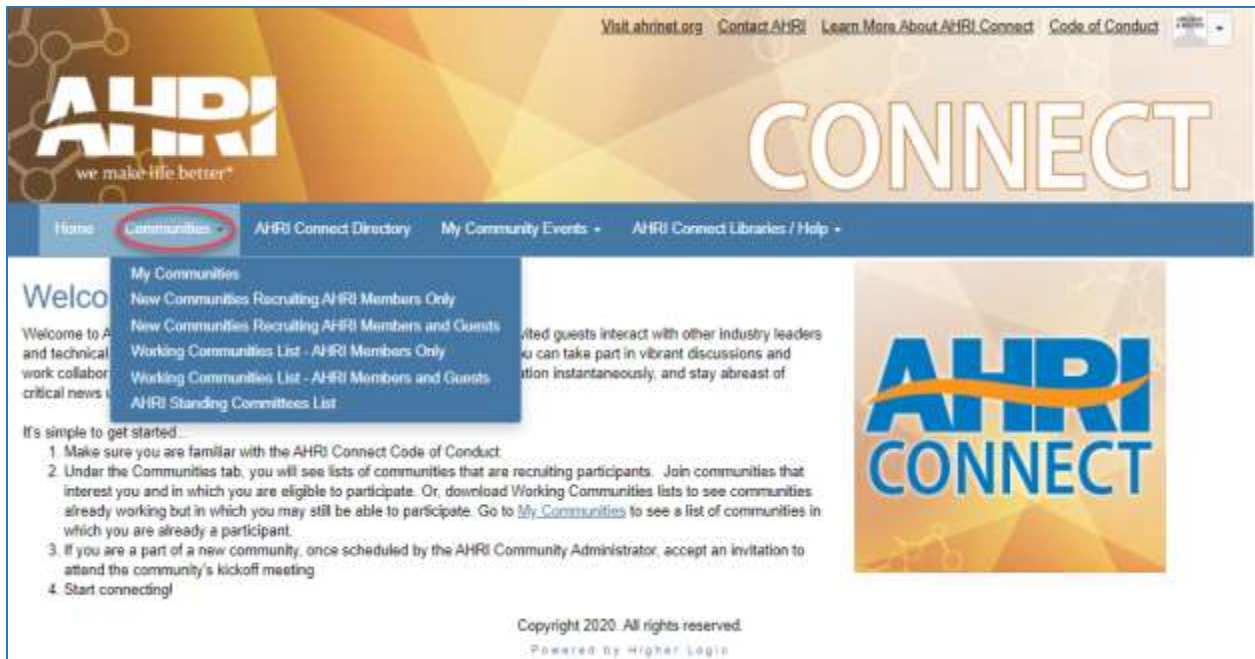 Visit ahrinet.org Contact AHRI Learn More About AHRI Connect Code of Conduct
AHRI
we make life better*
CONNECT
Home Communities AHRI Connect Directory My Community Events AHRI Connect Libraries / Help
My Communities
New Communities Recruiting AHRI Members Only
New Communities Recruiting AHRI Members and Guests
Working Communities List - AHRI Members Only
Working Communities List - AHRI Members and Guests
AHRI Standing Committees List
Welco
Welcome to A vited guests interact with other industry leaders
and technical u can take part in vibrant discussions and
work collabor tion instantaneously, and stay abreast of
critical news u
It's simple to get started...
1. Make sure you are familiar with the AHRI Connect Code of Conduct.
2. Under the Communities tab, you will see lists of communities that are recruiting participants. Join communities that
interest you and in which you are eligible to participate. Or, download Working Communities lists to see communities
already working but in which you may still be able to participate. Go to My Communities to see a list of communities in
which you are already a participant.
3. If you are a part of a new community, once scheduled by the AHRI Community Administrator, accept an invitation to
attend the community's kickoff meeting.
4. Start connecting!
AHRI
CONNECT
Copyright 2020. All rights reserved.
Powered by Higher Logic